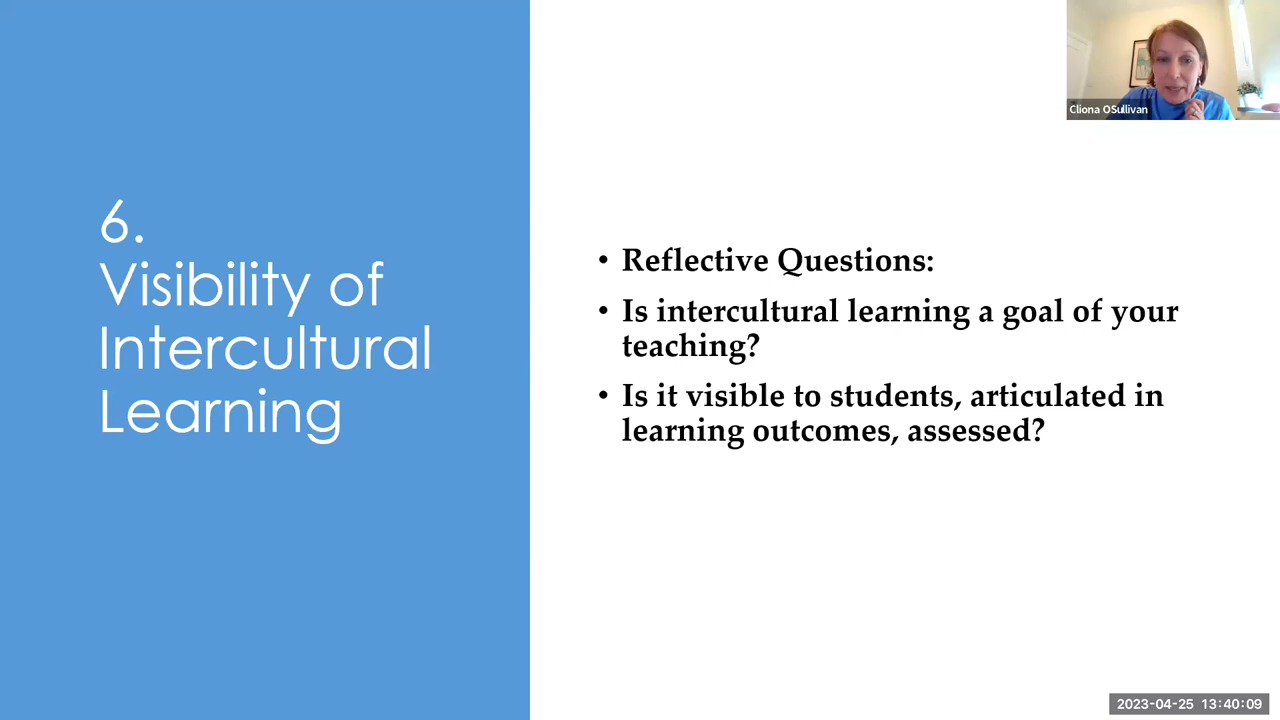 6.
Visibility of
Intercultural
Learning
• Reflective Questions:
• Is intercultural learning a goal of your
teaching?
• Is it visible to students, articulated in
learning outcomes, assessed?
Cliona OSullivan
2023-04-25 13:40:09